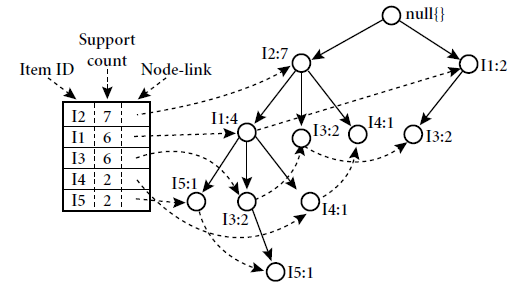 null{}
Support
count
Item ID
Node-link
I2:7
I1:2
I2 7
I1 6
I3 6
I4 2
I5 2
I1:4
I3:2
I4:1
I3:2
I5:1
I3:2
I4:1
I5:1